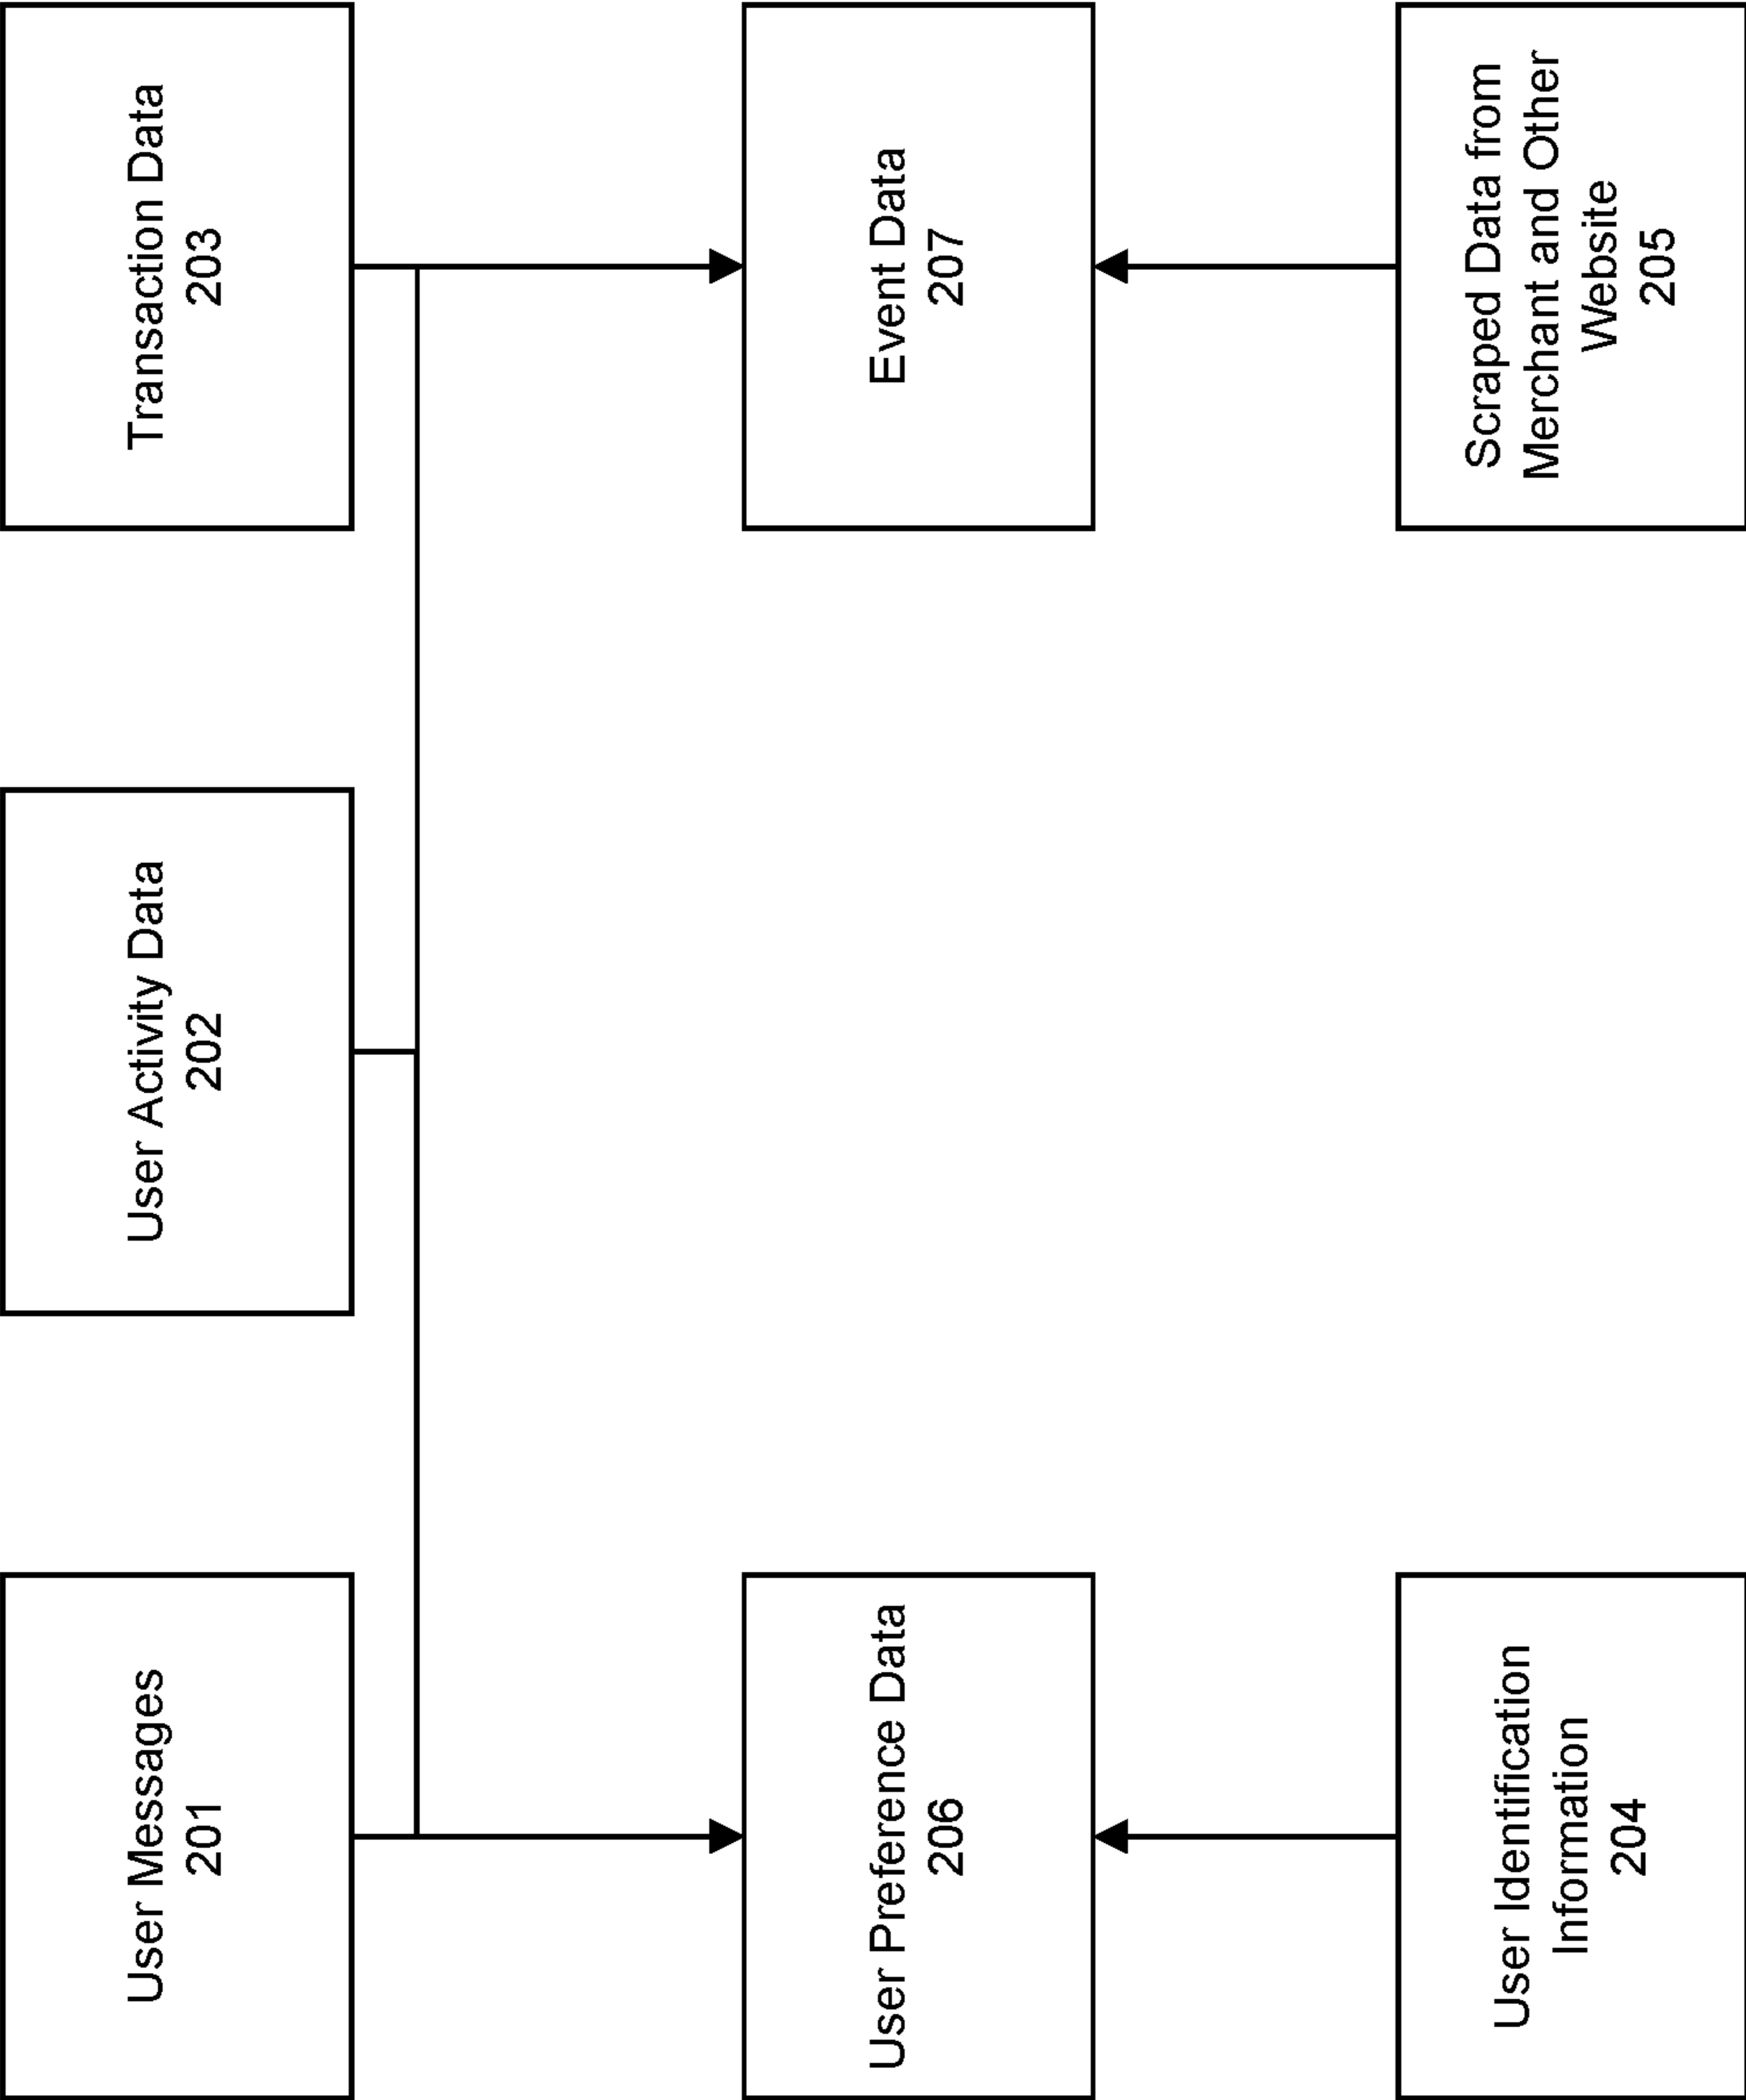 User Messages
201
User Activity Data
202
Transaction Data
203
User Preference Data
206
Event Data
207
User Identification
Information
204
Scraped Data from
Merchant and Other
Website
205